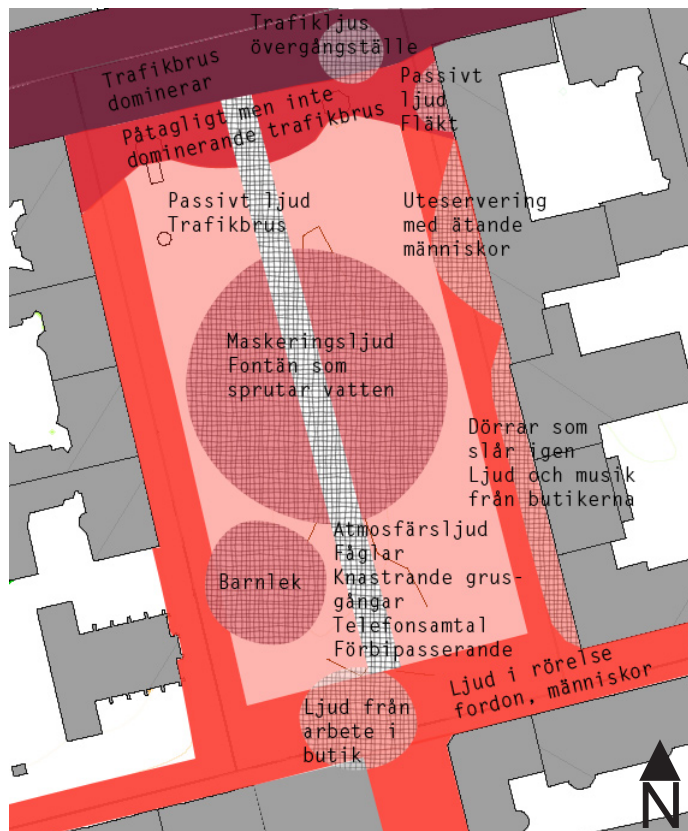 Trafikljus
övergångställe
Trafikbrus
dominerar
Passivt
ljud
Fläkt
Påtagligt men inte
dominerande trafikbrus
Passivt ljud
Trafikbrus
Uteservering
med ätande
människor
Maskeringsljud
Fontän som
sprutar vatten
Dörrar som
slår igen
Ljud och musik
från butikerna
Atmosfärsljud
Fåglar
Knastrande grus-
gångar
Telefonsamtal
Förbipasserande
Barnlek
Ljud i rörelse
fordon, människor
Ljud från
arbete i
butik
N